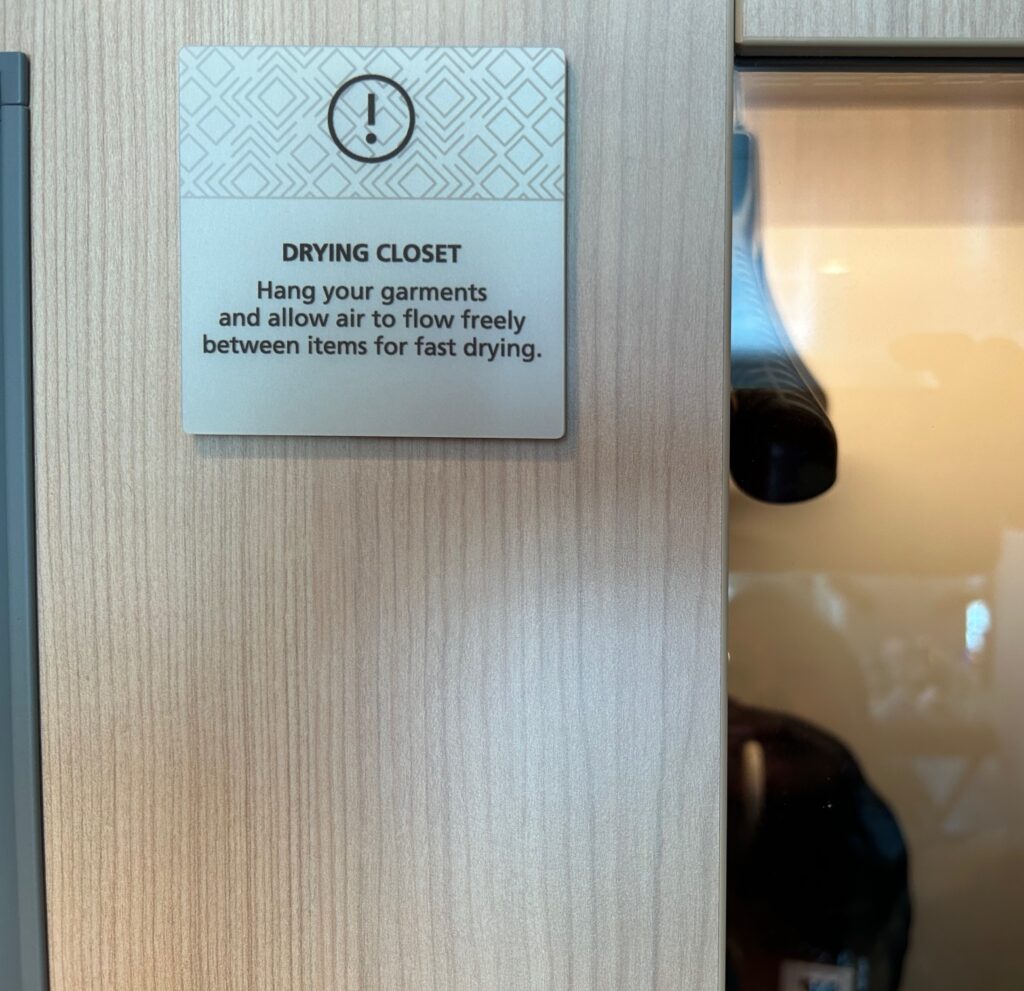 DRYING CLOSET
Hang your garments
and allow air to flow freely
between items for fast drying.